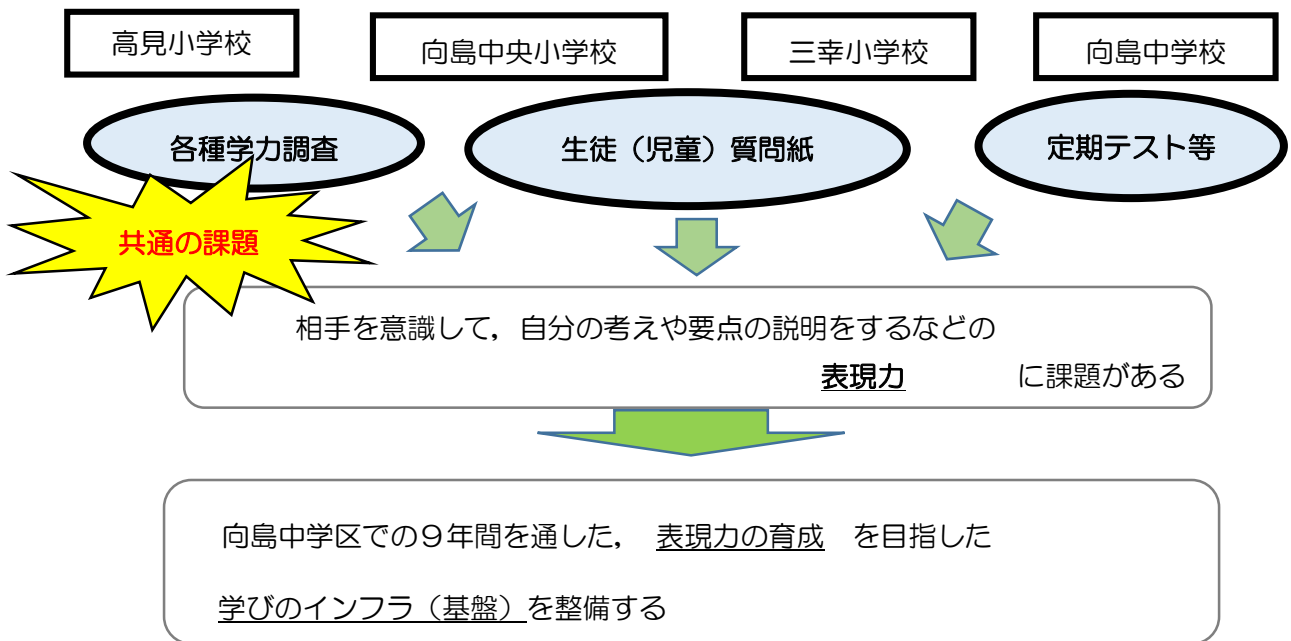 高見小学校
向島中央小学校
三幸小学校
向島中学校
各種学力調査
生徒（児童）質問紙
定期テスト等
共通の課題
相手を意識して，自分の考えや要点の説明をするなどの
表現力　に課題がある
向島中学区での９年間を通した，　表現力の育成　を目指した
学びのインフラ（基盤）を整備する